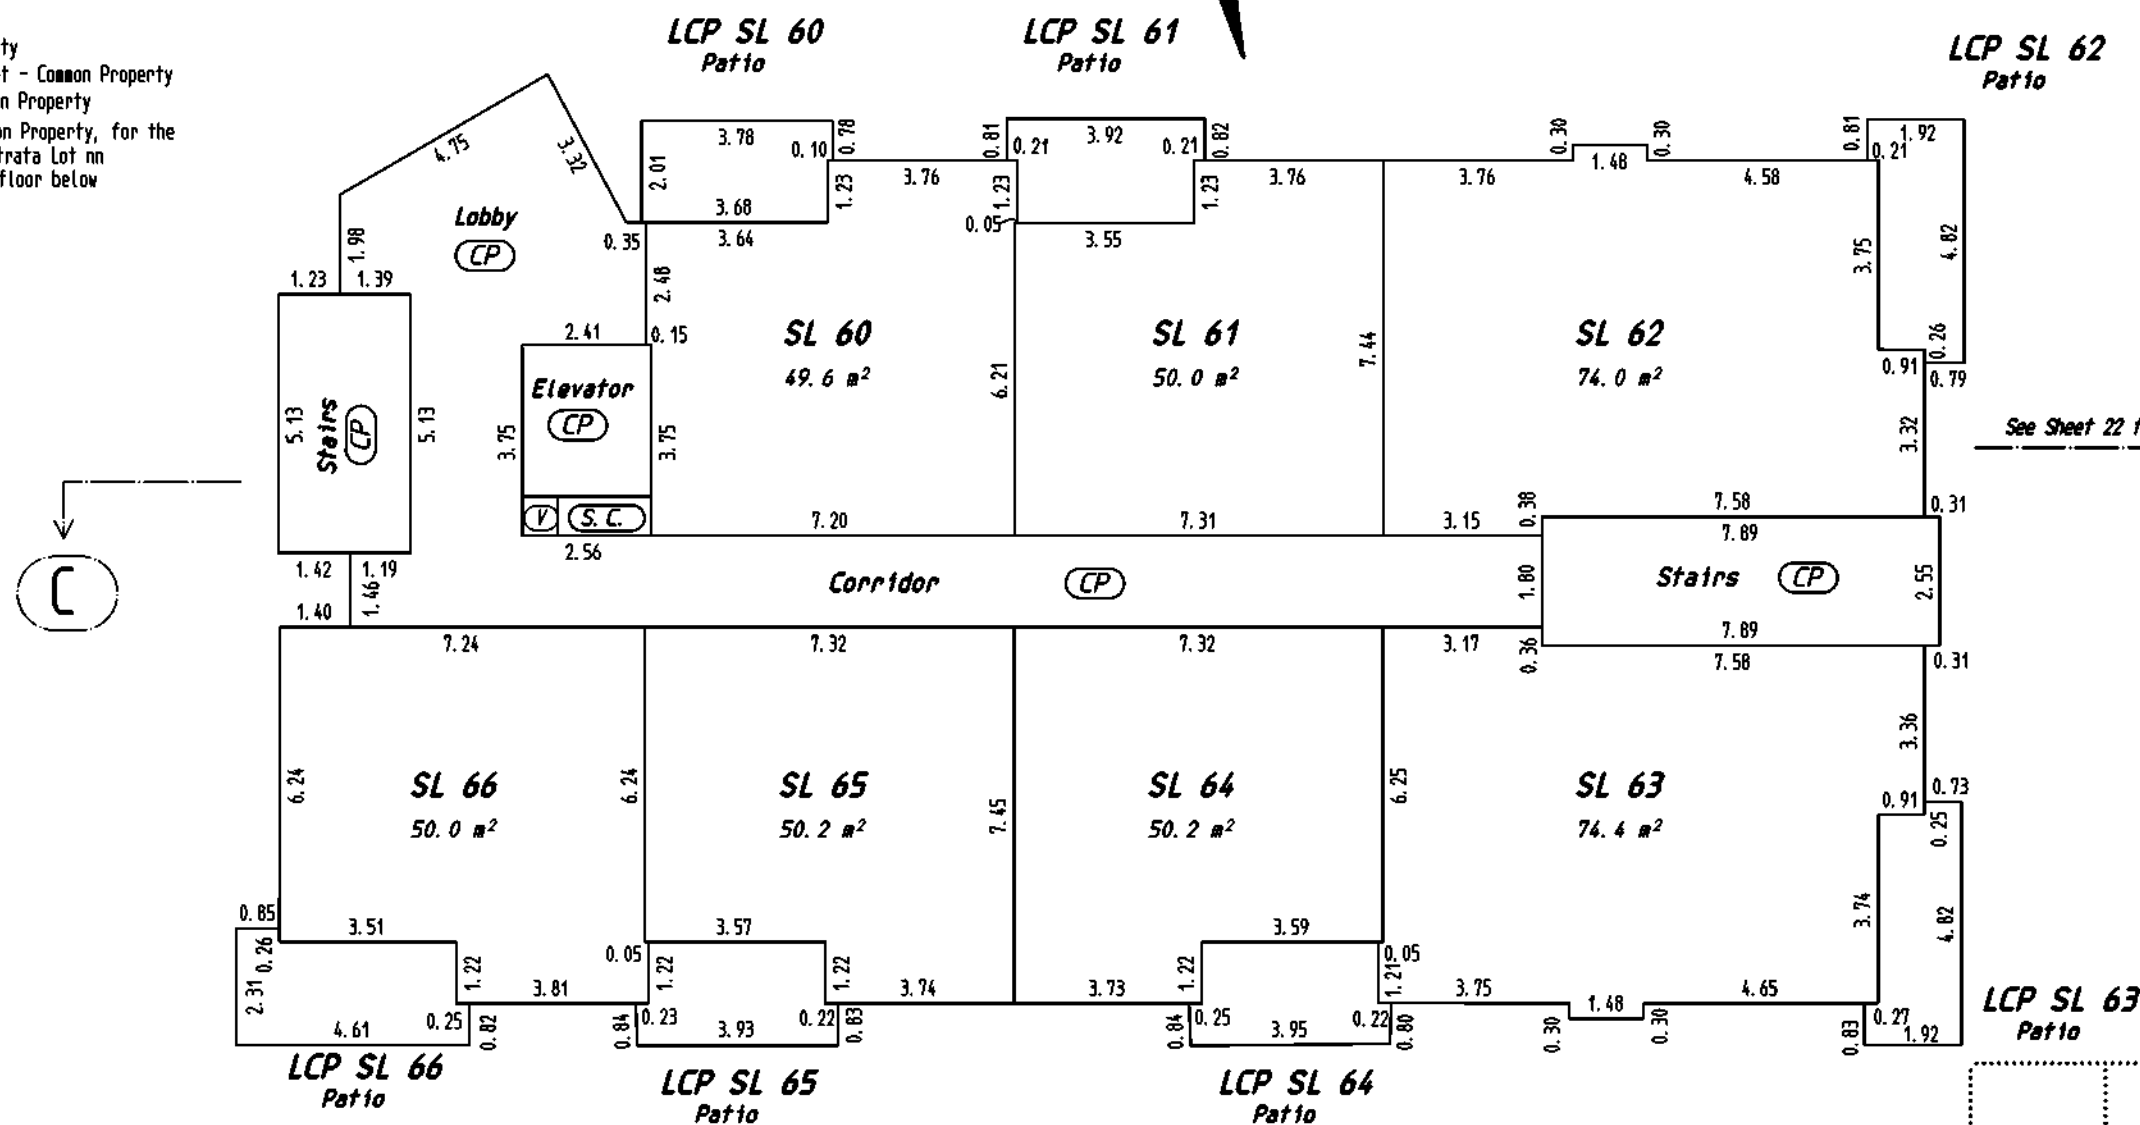 ty
t - Common Property
n Property
on Property, for the
trata Lot nn
floor below
LCP SL 60
Patio
LCP SL 61
Patio
LCP SL 62
Patio
4.75
3.32
3.78
0.78
0.10
2.01
1.23
3.68
3.64
0.35
3.76
0.81
0.21
3.92
0.21
0.82
1.23
1.23
0.05
3.55
3.76
3.76
0.30
1.48
0.30
4.58
0.81
1.92
0.21
3.75
4.82
0.26
0.91
0.79
Lobby
CP
1.98
1.23
1.39
2.48
2.41
0.15
5.13
Stairs
CP
5.13
Elevator
CP
3.75
3.75
V
S.C.
2.56
SL 60
49.6 m²
7.20
6.21
SL 61
50.0 m²
7.31
7.44
SL 62
74.0 m²
3.15
0.38
7.58
3.32
0.31
7.89
See Sheet 22 f
C
1.42
1.19
1.46
1.40
Corridor
CP
1.80
Stairs
CP
2.55
7.89
7.58
0.31
7.24
7.32
7.32
3.17
0.36
3.36
6.24
SL 66
50.0 m²
6.24
SL 65
50.2 m²
7.45
SL 64
50.2 m²
6.25
SL 63
74.4 m²
0.91
0.73
0.25
3.74
4.82
0.85
0.26
2.31
3.51
1.22
3.81
4.61
0.25
0.82
0.05
1.22
3.57
1.22
3.74
0.84
0.23
3.93
0.22
0.83
3.73
1.22
3.59
0.05
1.21
0.84
0.25
3.95
0.22
0.80
3.75
0.30
1.48
0.30
4.65
0.83
0.27
1.92
LCP SL 63
Patio
LCP SL 66
Patio
LCP SL 65
Patio
LCP SL 64
Patio